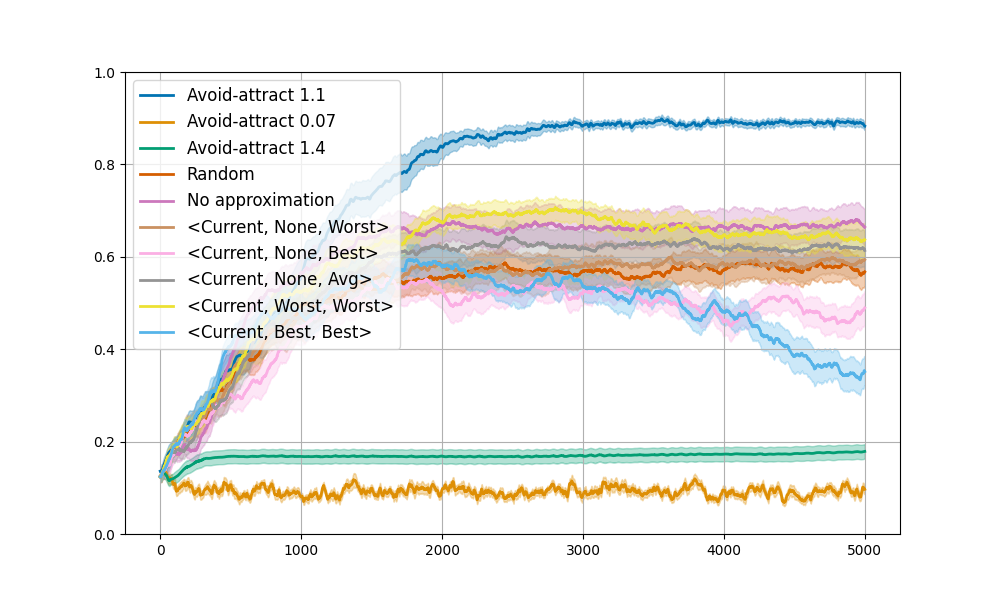 1.0
0.8
0.6
0.4
0.2
0.0
Avoid-attract 1.1
Avoid-attract 0.07
Avoid-attract 1.4
Random
No approximation
<Current, None, Worst>
<Current, None, Best>
<Current, None, Avg>
<Current, Worst, Worst>
<Current, Best, Best>
0 1000 2000 3000 4000 5000